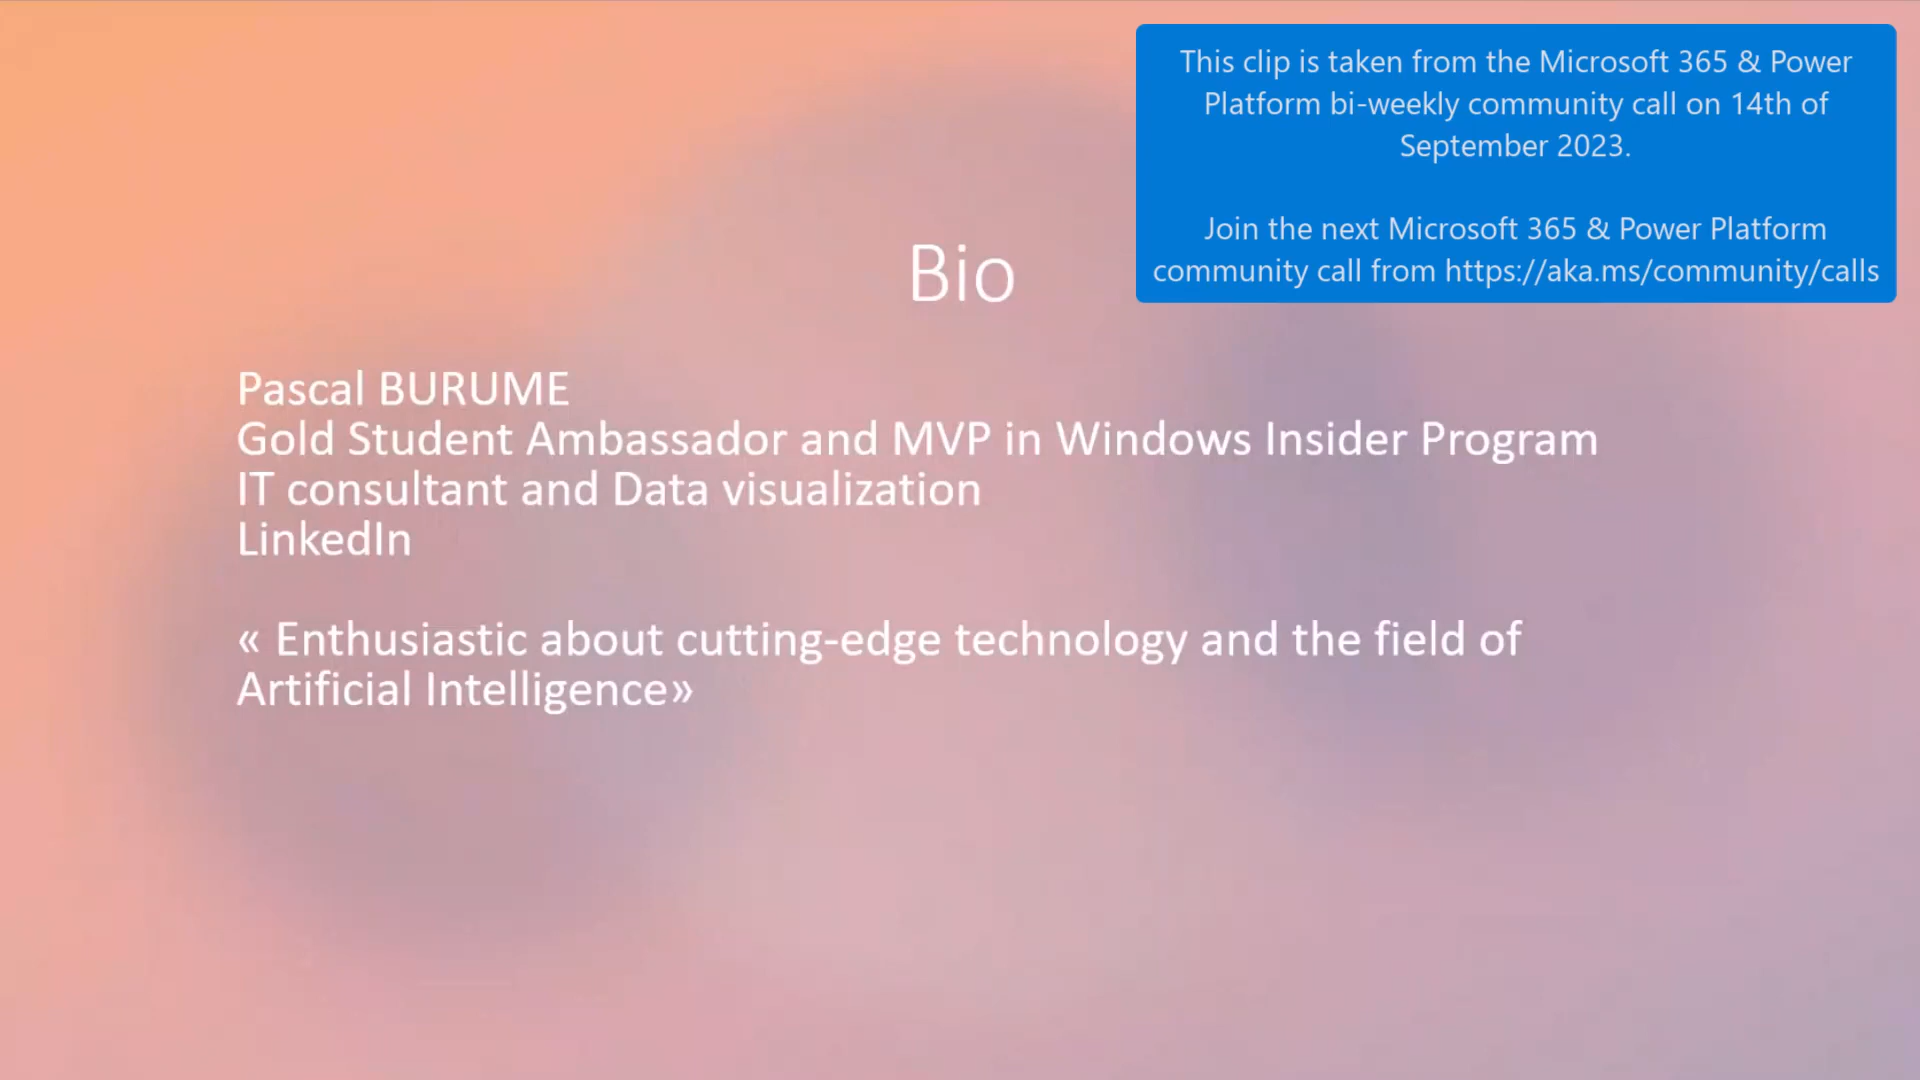 This clip is taken from the Microsoft 365 & Power
Platform bi-weekly community call on 14th of
September 2023.
Join the next Microsoft 365 & Power Platform
community call from https://aka.ms/community/calls
Bio
Pascal BURUME
Gold Student Ambassador and MVP in Windows Insider Program
IT consultant and Data visualization
LinkedIn
« Enthusiastic about cutting-edge technology and the field of
Artificial Intelligence»